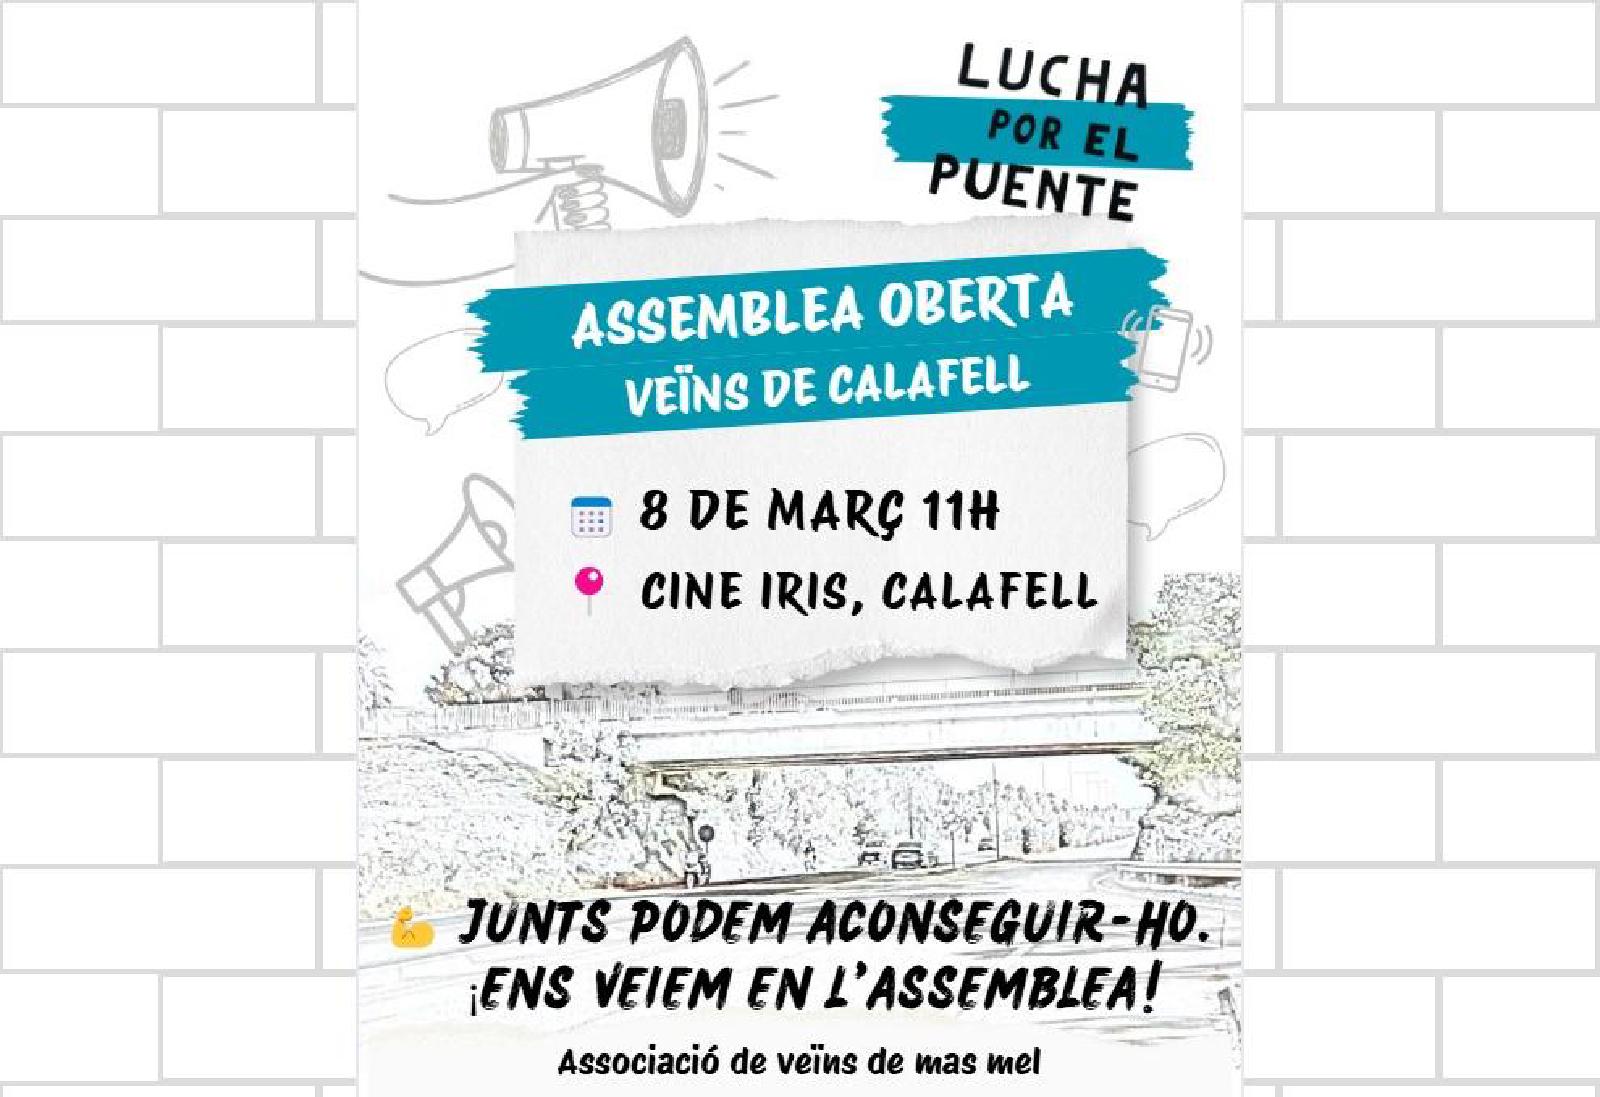 LUCHA
POR EL
PUENTE
ASSEMBLEA OBERTA
VEÏNS DE CALAFELL
8 DE MARÇ 11H
CINE IRIS, CALAFELL
JUNTS PODEM ACONSEGUIR-HO.
¡ENS VEIEM EN L'ASSEMBLEA!
Associació de veïns de mas mel